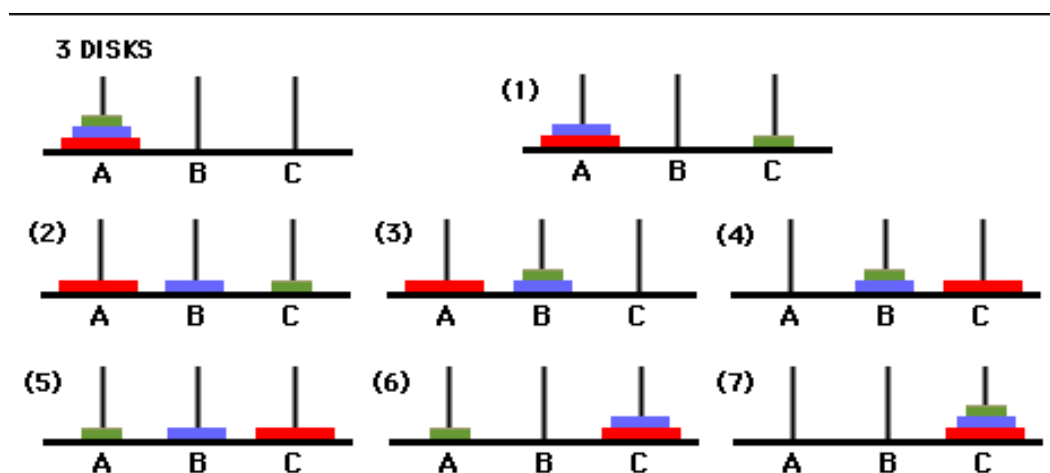 3 DISKS
A B C
(1)
A B C
(2)
A B C
(3)
A B C
(4)
A B C
(5)
A B C
(6)
A B C
(7)
A B C